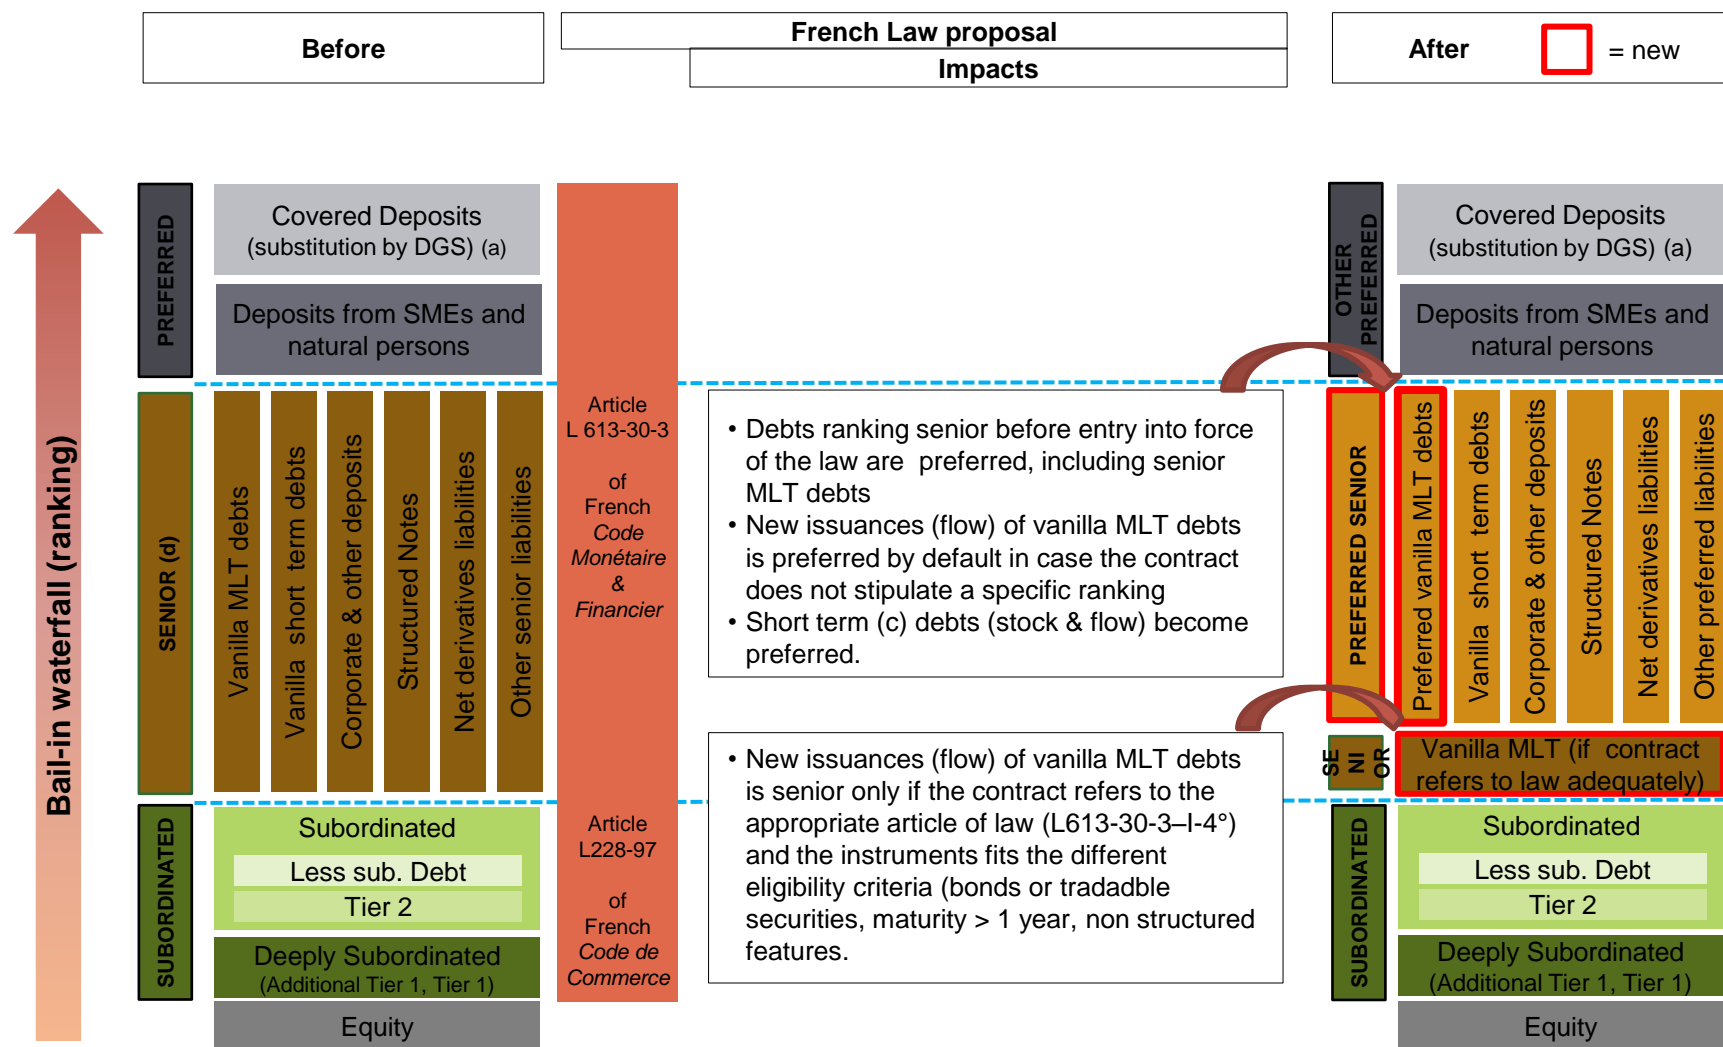 Before
French Law proposal
Impacts
After
= new
Bail-in waterfall (ranking)
PREFERRED
Covered Deposits
(substitution by DGS) (a)
Deposits from SMEs and
natural persons
SENIOR (d)
Vanilla MLT debts
Vanilla short term debts
Corporate & other deposits
Structured Notes
Net derivatives liabilities
Other senior liabilities
SUBORDINATED
Subordinated
Less sub. Debt
Tier 2
Deeply Subordinated
(Additional Tier 1, Tier 1)
Equity
Article
L 613-30-3
of
French
Code
Monétaire
&
Financier
Article
L228-97
of
French
Code de
Commerce
• Debts ranking senior before entry into force
of the law are preferred, including senior
MLT debts
• New issuances (flow) of vanilla MLT debts
is preferred by default in case the contract
does not stipulate a specific ranking
• Short term (c) debts (stock & flow) become
preferred.
• New issuances (flow) of vanilla MLT debts
is senior only if the contract refers to the
appropriate article of law (L613-30-3–I-4°)
and the instruments fits the different
eligibility criteria (bonds or tradadble
securities, maturity > 1 year, non structured
features.
OTHER
PREFERRED
Covered Deposits
(substitution by DGS) (a)
Deposits from SMEs and
natural persons
PREFERRED SENIOR
Preferred vanilla MLT debts
Vanilla short term debts
Corporate & other deposits
Structured Notes
Net derivatives liabilities
Other preferred liabilities
SE
NI
OR
Vanilla MLT (if contract
refers to law adequately)
SUBORDINATED
Subordinated
Less sub. Debt
Tier 2
Deeply Subordinated
(Additional Tier 1, Tier 1)
Equity